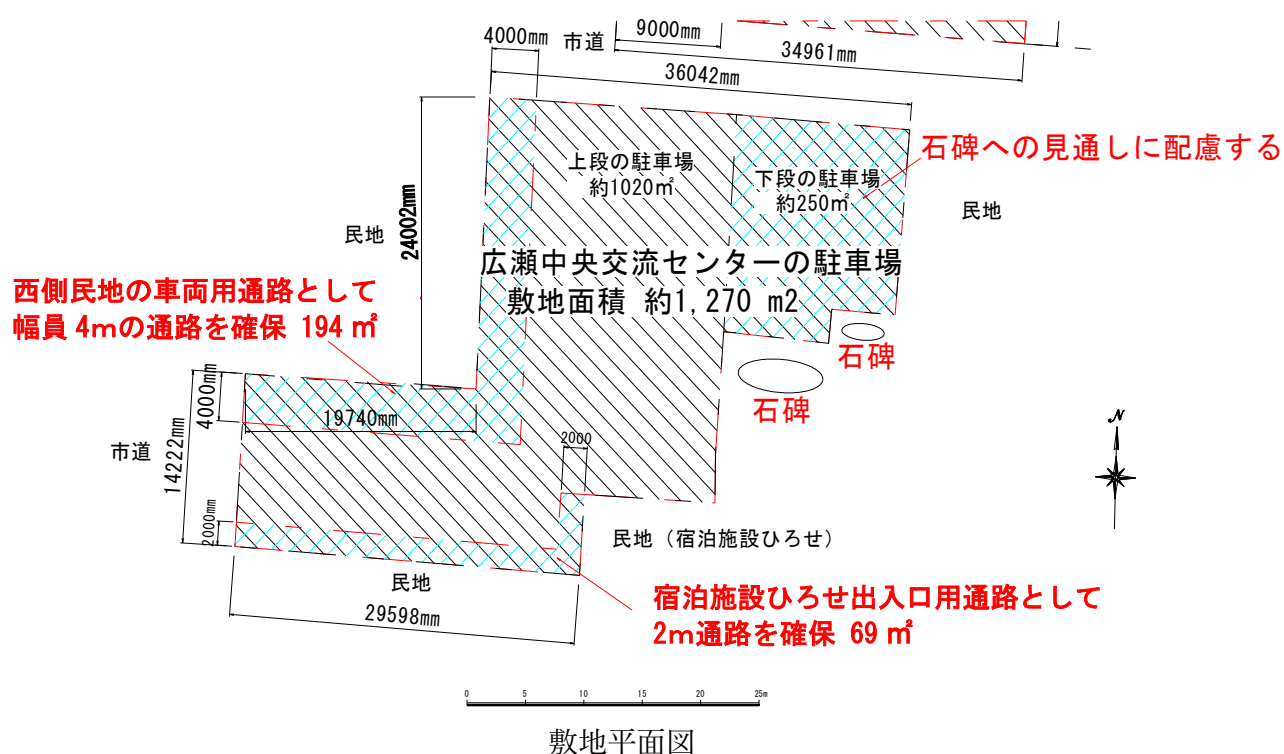 9000mm
34961mm
4000mm
市道
36042mm
石碑への見通しに配慮する
上段の駐車場
約1020㎡
下段の駐車場
約250㎡
民地
24002mm
民地
広瀬中央交流センターの駐車場
敷地面積 約1,270 m2
西側民地の車両用通路として
幅員 4mの通路を確保 194 ㎡
石碑
石碑
4000mm
19740mm
14222mm
市道
2000
N
2000mm
民地（宿泊施設ひろせ）
民地
29598mm
宿泊施設ひろせ出入口用通路として
2m通路を確保 69 ㎡
0 5 10 15 20 25m
敷地平面図